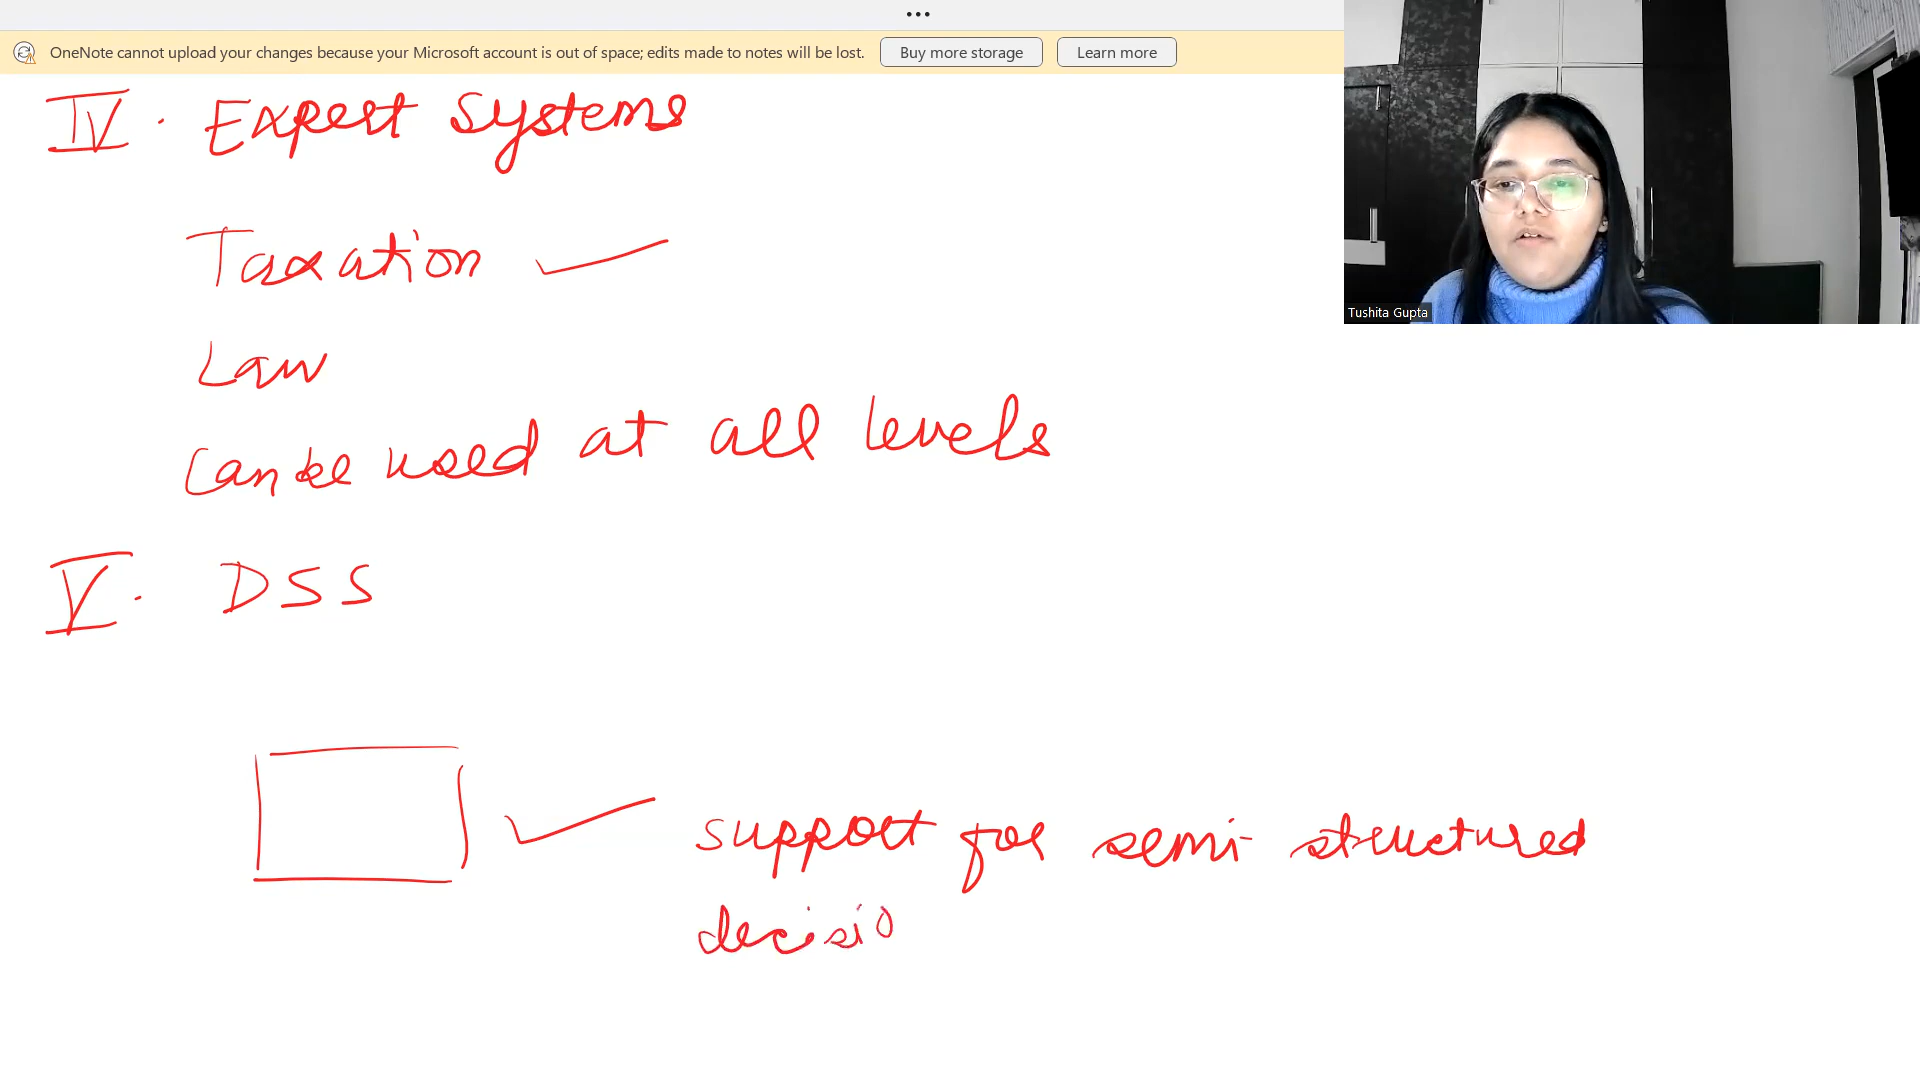 •••
OneNote cannot upload your changes because your Microsoft account is out of space; edits made to notes will be lost. Buy more storage Learn more
IV. Expert Systems
Tushita Gupta
Taxation
Law
Can be used at all levels
V. DSS
support for semi-structured
decisio